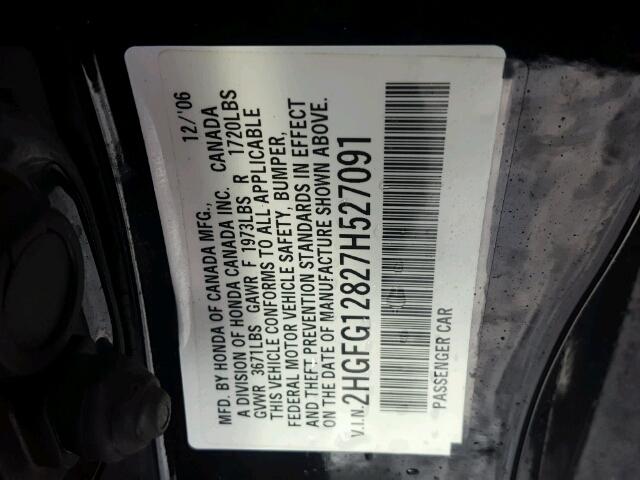 MFD. BY HONDA OF CANADA MFG., 12/'06
A DIVISION OF HONDA CANADA INC. CANADA
GVWR 3671LBS GAWR F 1973LBS R 1720LBS
THIS VEHICLE CONFORMS TO ALL APPLICABLE
FEDERAL MOTOR VEHICLE SAFETY, BUMPER,
AND THEFT PREVENTION STANDARDS IN EFFECT
ON THE DATE OF MANUFACTURE SHOWN ABOVE.
V.I.N. 2HGFG12827H527091
PASSENGER CAR